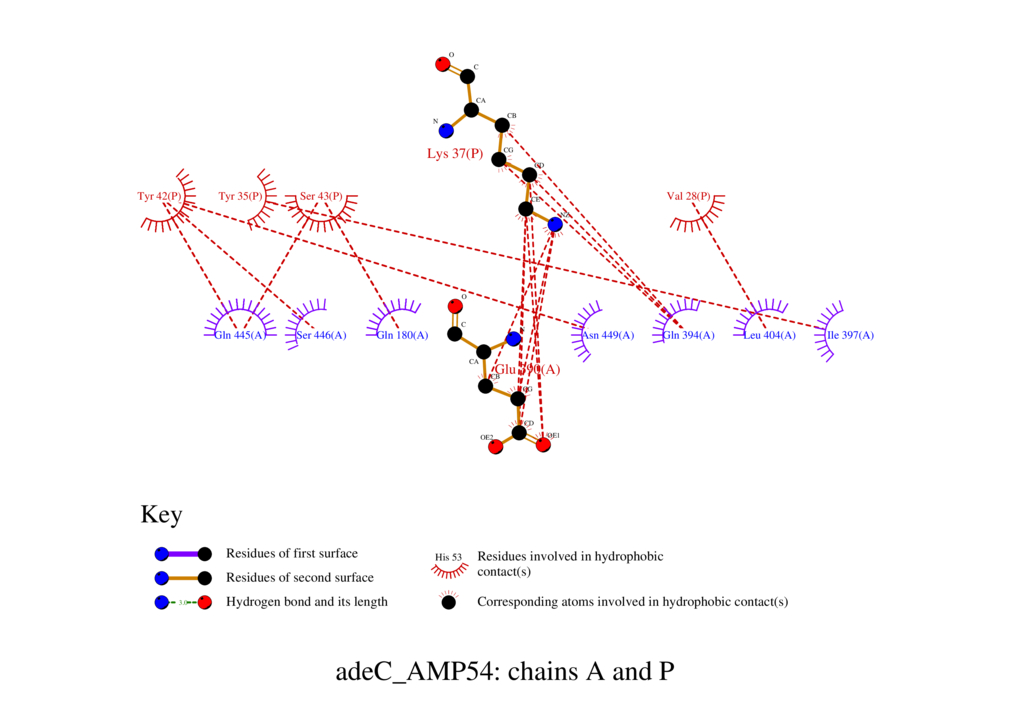 O
C
CA
CB
N
Lys 37(P)
CG
CD
CE
NZ
Tyr 42(P)
Tyr 35(P)
Ser 43(P)
Val 28(P)
O
C
Gln 445(A)
Ser 446(A)
Gln 180(A)
Asn 449(A)
Gln 394(A)
Leu 404(A)
Ile 397(A)
CA
Glu 390(A)
CB
CG
CD
OE2
OE1
Key
Residues of first surface
Residues of second surface
3.0
Hydrogen bond and its length
His 53
Residues involved in hydrophobic
contact(s)
Corresponding atoms involved in hydrophobic contact(s)
adeC_AMP54: chains A and P